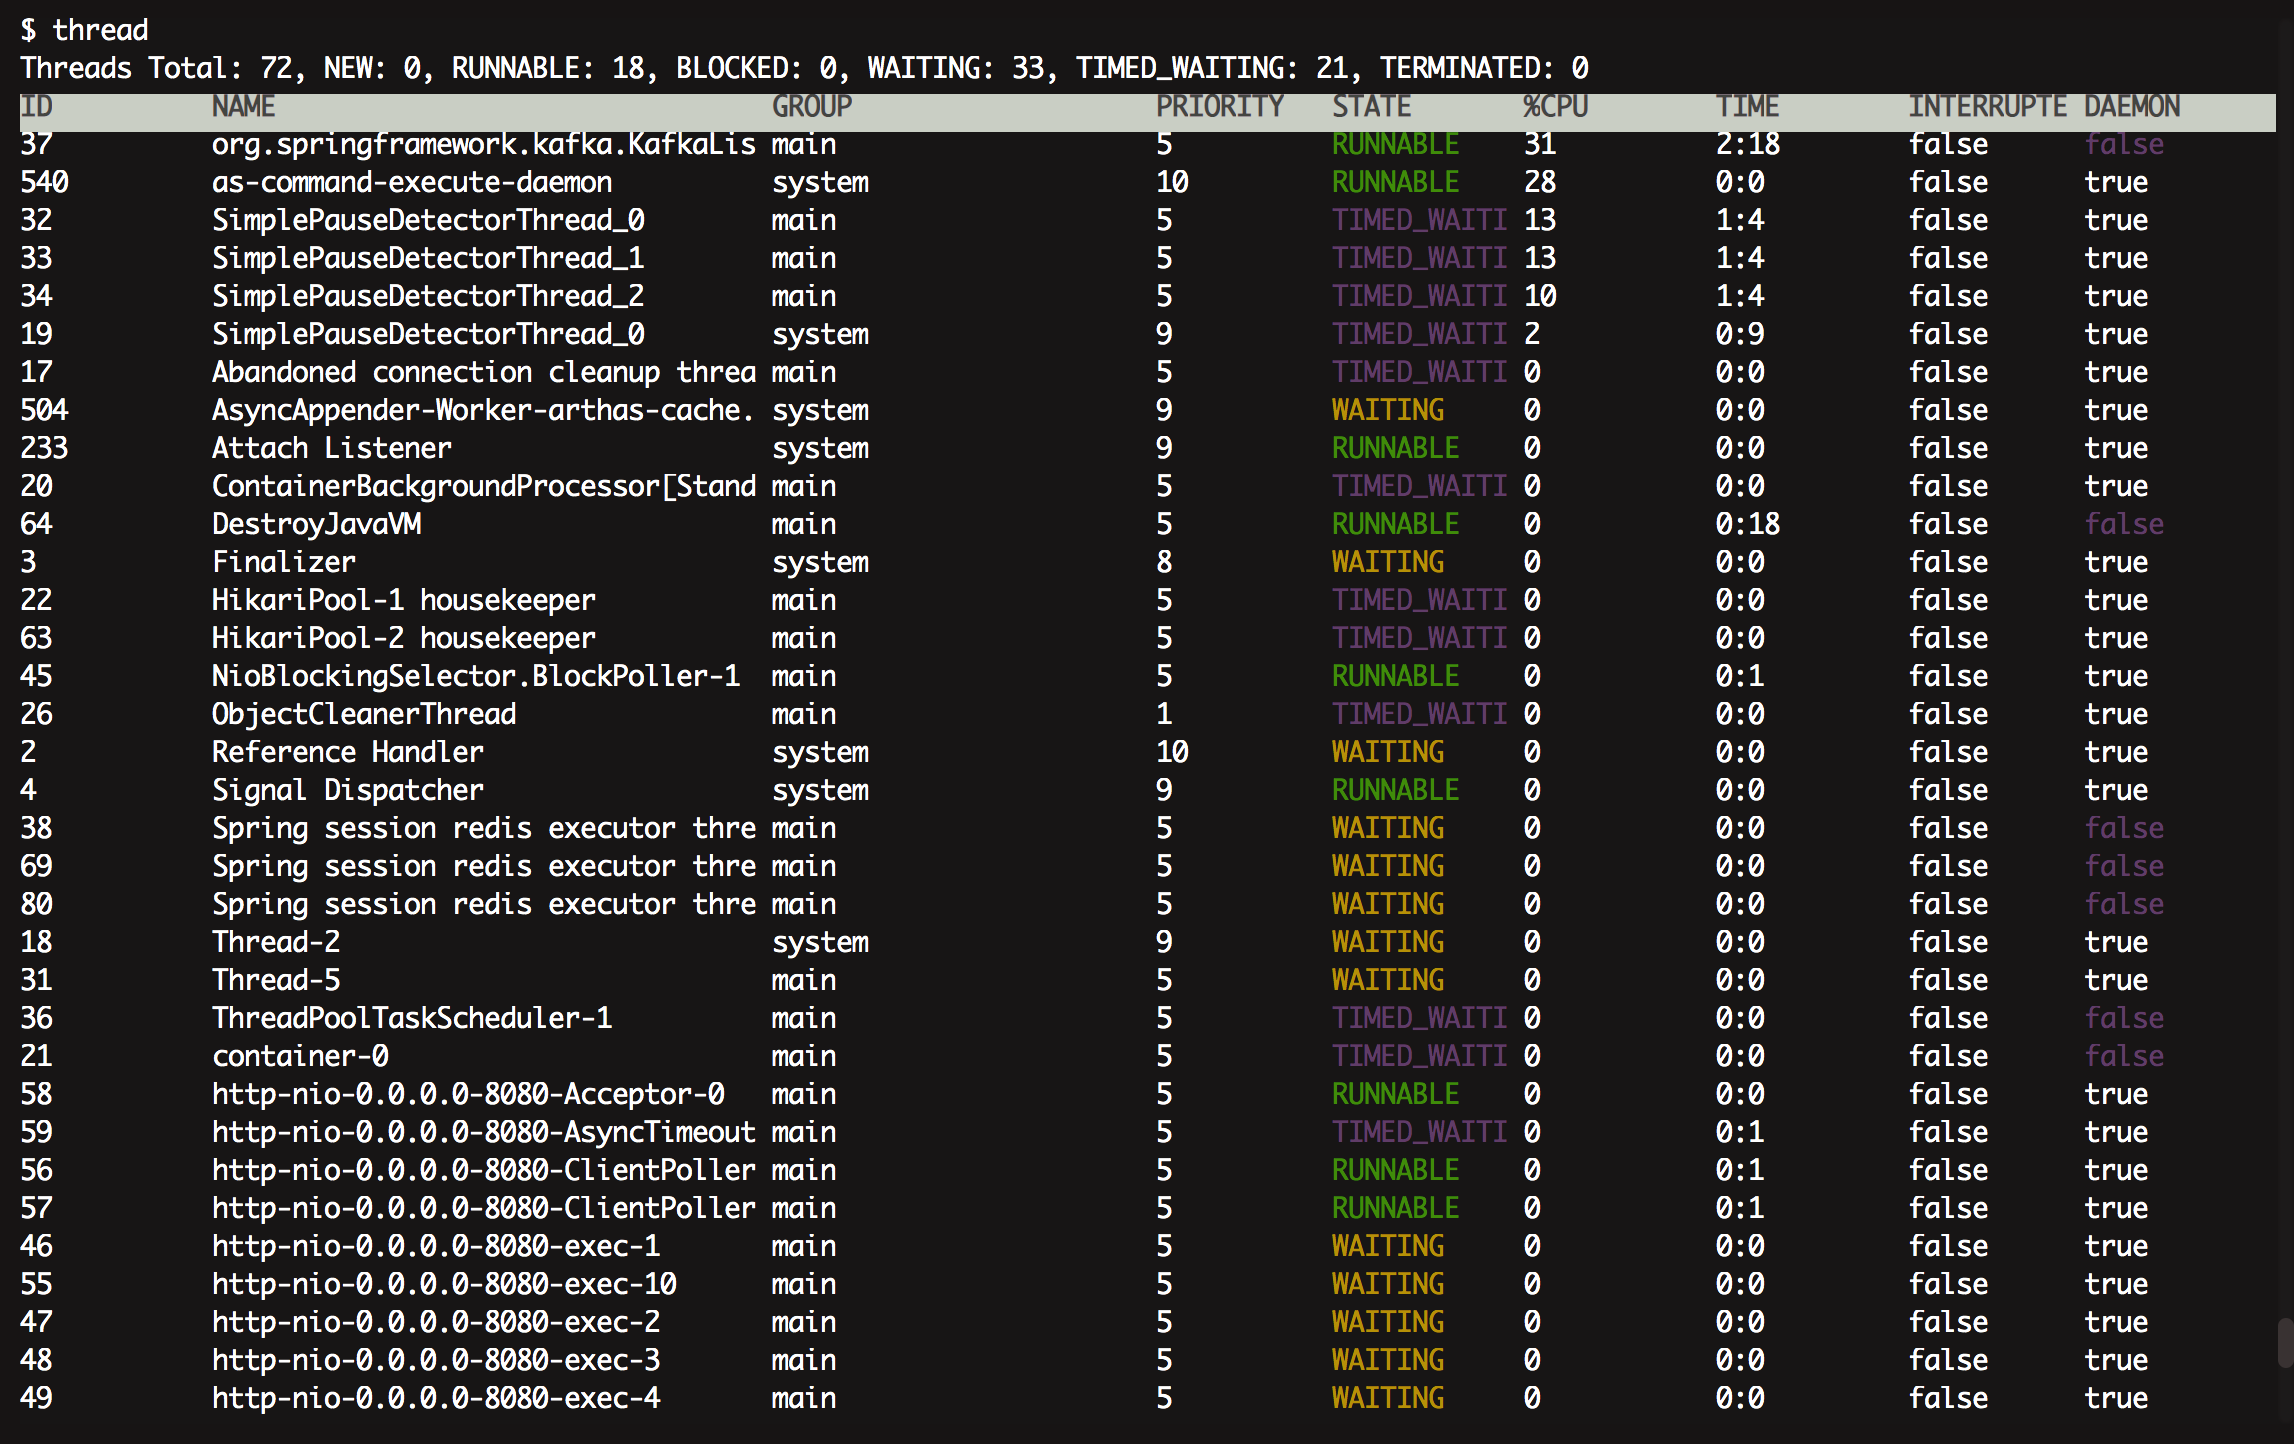 $ thread
Threads Total: 72, NEW: 0, RUNNABLE: 18, BLOCKED: 0, WAITING: 33, TIMED_WAITING: 21, TERMINATED: 0
ID NAME GROUP PRIORITY STATE %CPU TIME INTERRUPTE DAEMON
37 org.springframework.kafka.KafkaLis main 5 RUNNABLE 31 2:18 false false
540 as-command-execute-daemon system 10 RUNNABLE 28 0:0 false true
32 SimplePauseDetectorThread_0 main 5 TIMED_WAITI 13 1:4 false true
33 SimplePauseDetectorThread_1 main 5 TIMED_WAITI 13 1:4 false true
34 SimplePauseDetectorThread_2 main 5 TIMED_WAITI 10 1:4 false true
19 SimplePauseDetectorThread_0 system 9 TIMED_WAITI 2 0:9 false true
17 Abandoned connection cleanup threa main 5 TIMED_WAITI 0 0:0 false true
504 AsyncAppender-Worker-arthas-cache. system 9 WAITING 0 0:0 false true
233 Attach Listener system 9 RUNNABLE 0 0:0 false true
20 ContainerBackgroundProcessor[Stand main 5 TIMED_WAITI 0 0:0 false true
64 DestroyJavaVM main 5 RUNNABLE 0 0:18 false false
3 Finalizer system 8 WAITING 0 0:0 false true
22 HikariPool-1 housekeeper main 5 TIMED_WAITI 0 0:0 false true
63 HikariPool-2 housekeeper main 5 TIMED_WAITI 0 0:0 false true
45 NioBlockingSelector.BlockPoller-1 main 5 RUNNABLE 0 0:1 false true
26 ObjectCleanerThread main 1 TIMED_WAITI 0 0:0 false true
2 Reference Handler system 10 WAITING 0 0:0 false true
4 Signal Dispatcher system 9 RUNNABLE 0 0:0 false true
38 Spring session redis executor thre main 5 WAITING 0 0:0 false false
69 Spring session redis executor thre main 5 WAITING 0 0:0 false false
80 Spring session redis executor thre main 5 WAITING 0 0:0 false false
18 Thread-2 system 9 WAITING 0 0:0 false true
31 Thread-5 main 5 WAITING 0 0:0 false true
36 ThreadPoolTaskScheduler-1 main 5 TIMED_WAITI 0 0:0 false false
21 container-0 main 5 TIMED_WAITI 0 0:0 false false
58 http-nio-0.0.0.0-8080-Acceptor-0 main 5 RUNNABLE 0 0:0 false true
59 http-nio-0.0.0.0-8080-AsyncTimeout main 5 TIMED_WAITI 0 0:1 false true
56 http-nio-0.0.0.0-8080-ClientPoller main 5 RUNNABLE 0 0:1 false true
57 http-nio-0.0.0.0-8080-ClientPoller main 5 RUNNABLE 0 0:1 false true
46 http-nio-0.0.0.0-8080-exec-1 main 5 WAITING 0 0:0 false true
55 http-nio-0.0.0.0-8080-exec-10 main 5 WAITING 0 0:0 false true
47 http-nio-0.0.0.0-8080-exec-2 main 5 WAITING 0 0:0 false true
48 http-nio-0.0.0.0-8080-exec-3 main 5 WAITING 0 0:0 false true
49 http-nio-0.0.0.0-8080-exec-4 main 5 WAITING 0 0:0 false true